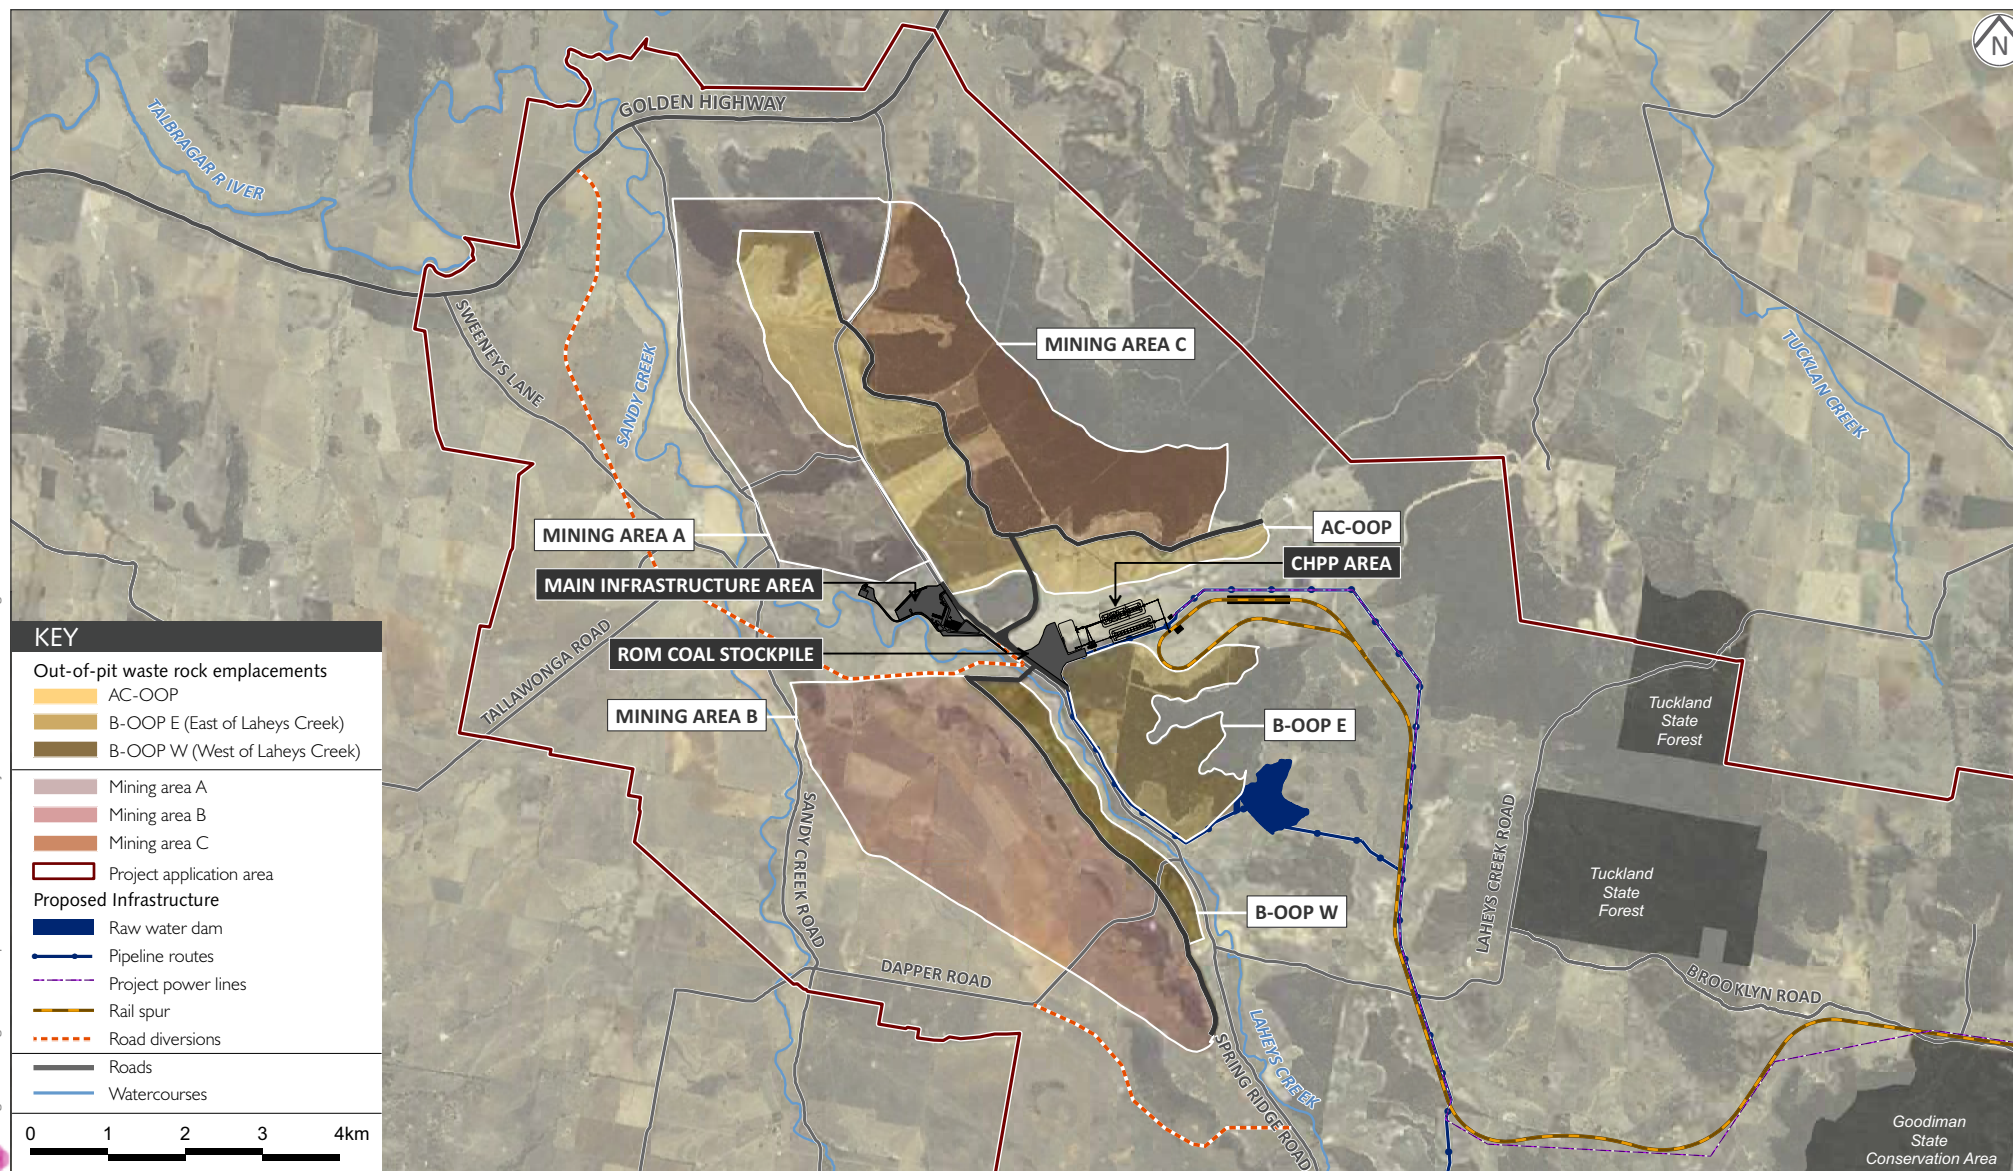 N
GOLDEN HIGHWAY
TALBRAGAR RIVER
SANDY CREEK
SWEENEYS LANE
TUCKLAN CREEK
MINING AREA C
MINING AREA A
AC-OOP
CHPP AREA
MAIN INFRASTRUCTURE AREA
ROM COAL STOCKPILE
TALLAWONGA ROAD
MINING AREA B
B-OOP E
Tuckland
State
Forest
SANDY CREEK ROAD
LAHEYS CREEK ROAD
Tuckland
State
Forest
B-OOP W
DAPPER ROAD
BROOKLYN ROAD
LAHEYS CREEK
SPRING RIDGE ROAD
Goodiman
State
Conservation Area
KEY
Out-of-pit waste rock emplacements
AC-OOP
B-OOP E (East of Laheys Creek)
B-OOP W (West of Laheys Creek)
Mining area A
Mining area B
Mining area C
Project application area
Proposed Infrastructure
Raw water dam
Pipeline routes
Project power lines
Rail spur
Road diversions
Roads
Watercourses
0 1 2 3 4km